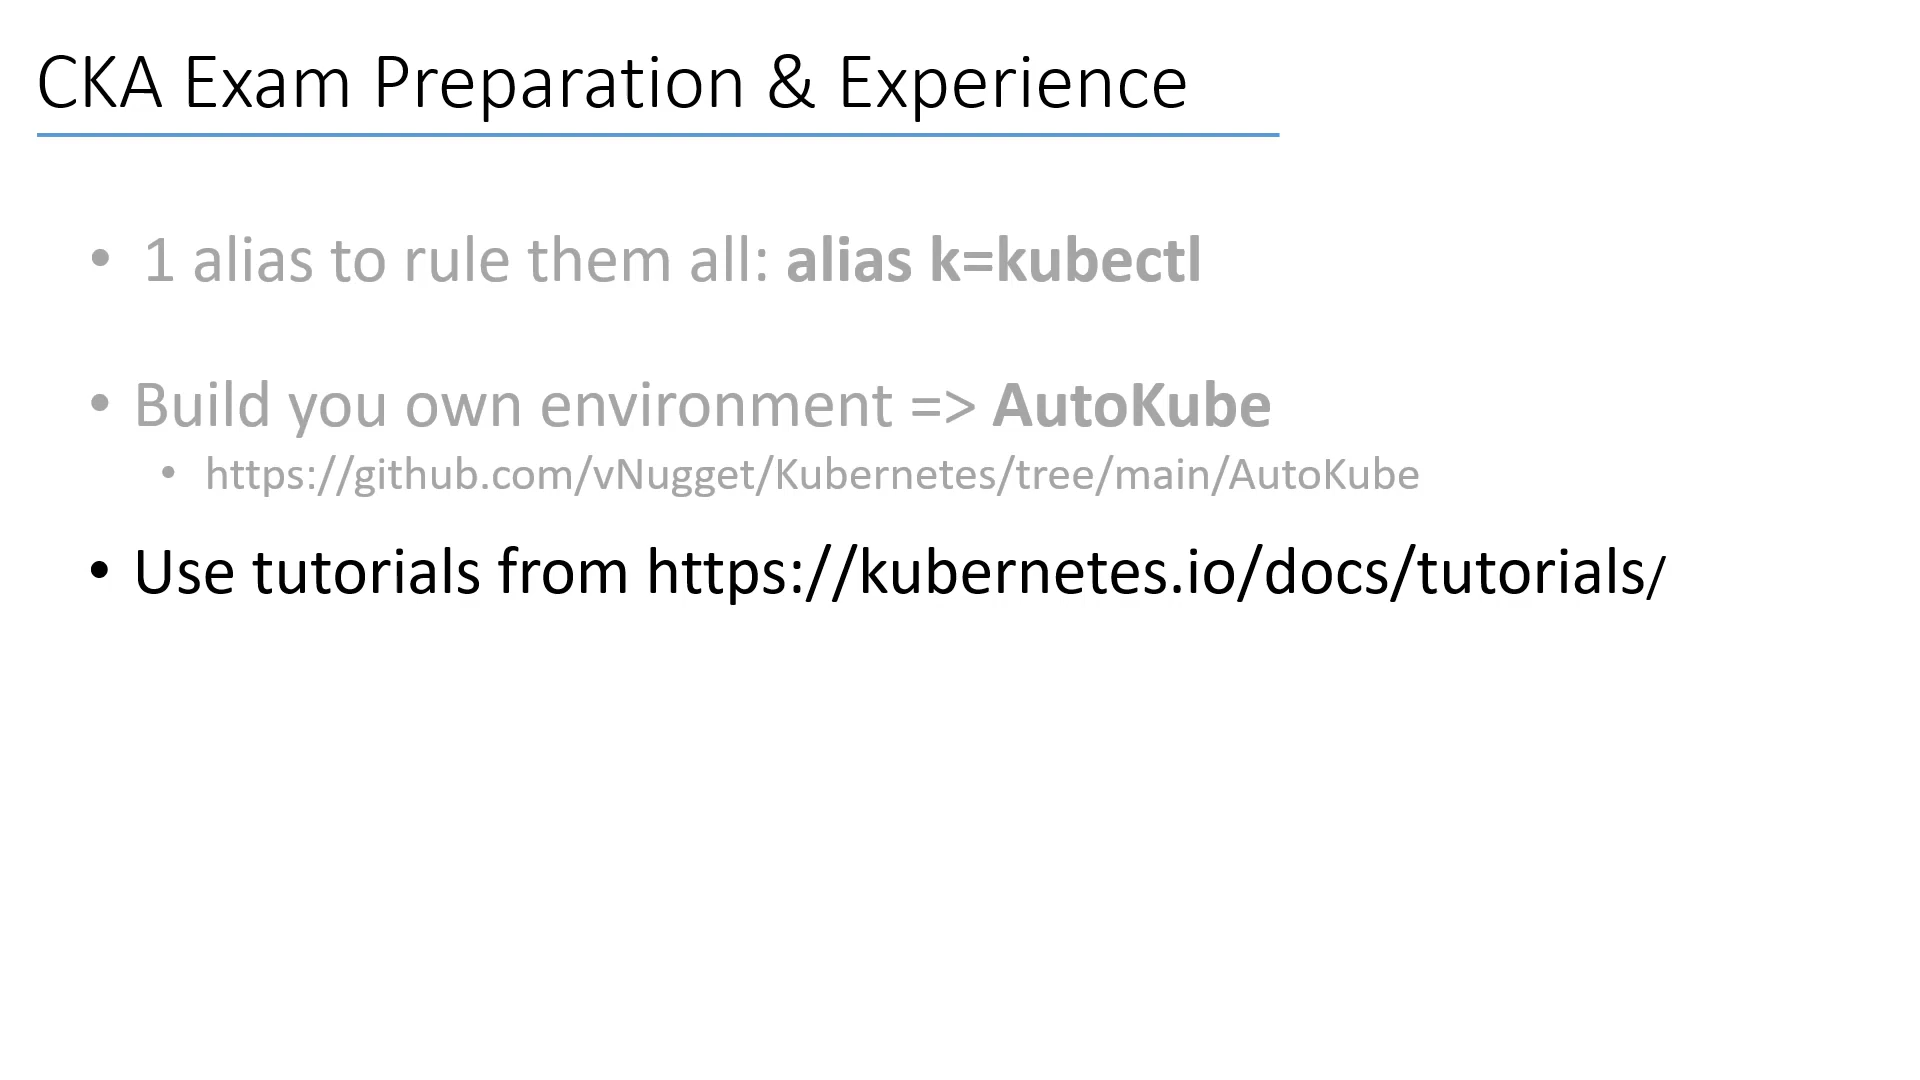 CKA Exam Preparation & Experience
• 1 alias to rule them all: alias k=kubectl
• Build you own environment => AutoKube
• https://github.com/vNugget/Kubernetes/tree/main/AutoKube
• Use tutorials from https://kubernetes.io/docs/tutorials/